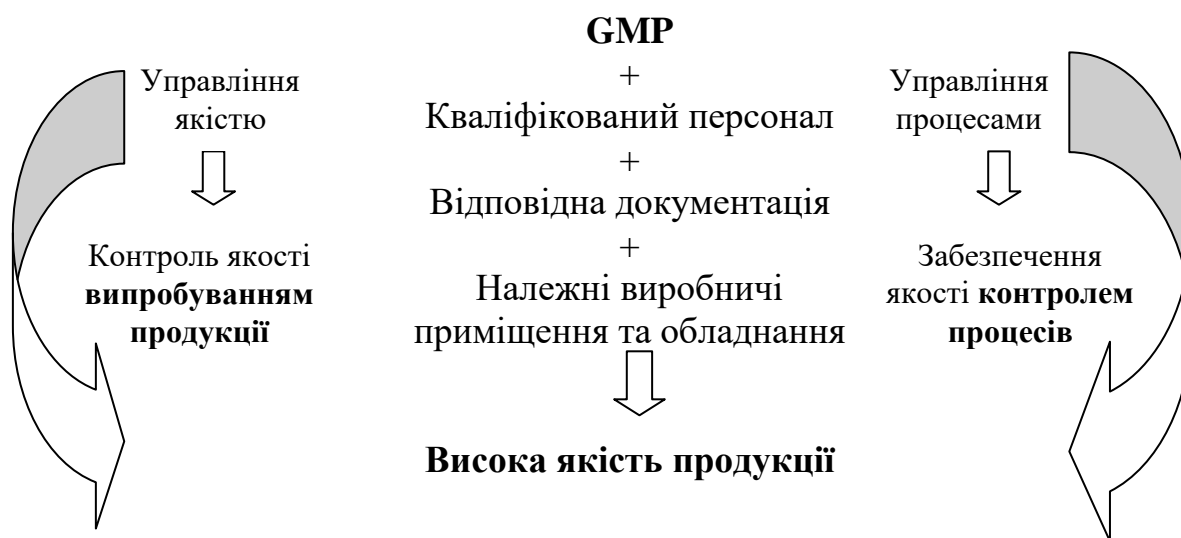 GMP
+
Кваліфікований персонал
+
Відповідна документація
+
Належні виробничі
приміщення та обладнання
Висока якість продукції
Управління
якістю
Контроль якості
випробуванням
продукції
Управління
процесами
Забезпечення
якості контролем
процесів